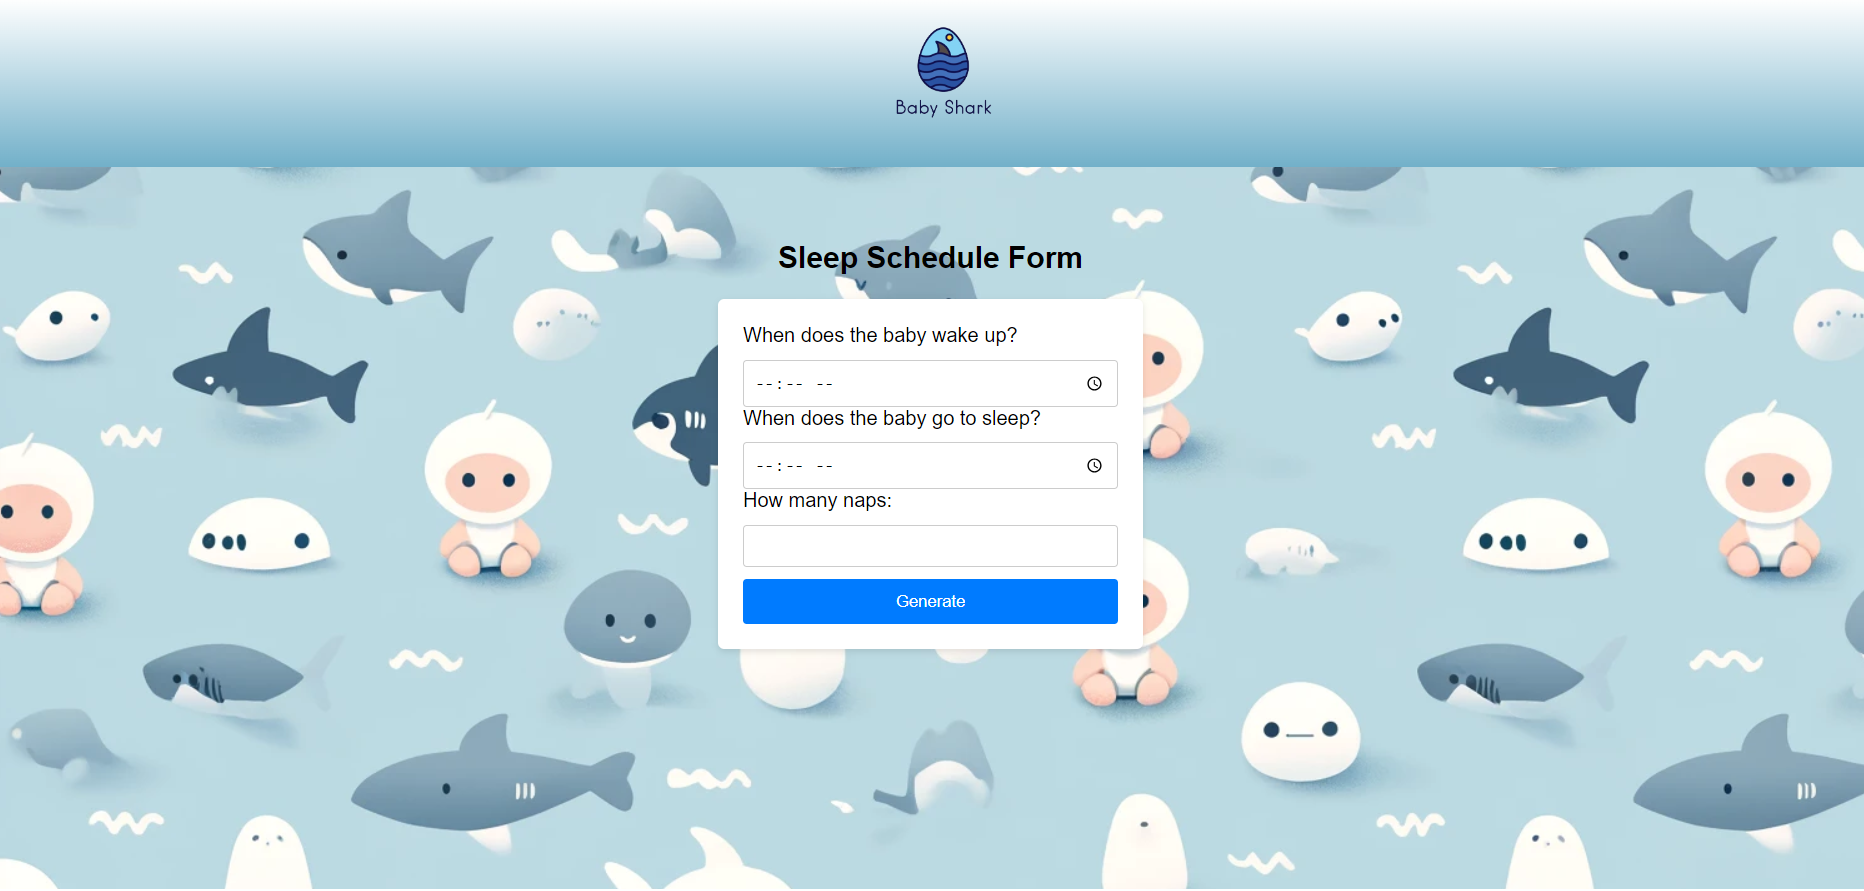 Baby Shark
Sleep Schedule Form
When does the baby wake up?
--:-- --
When does the baby go to sleep?
--:-- --
How many naps:
Generate